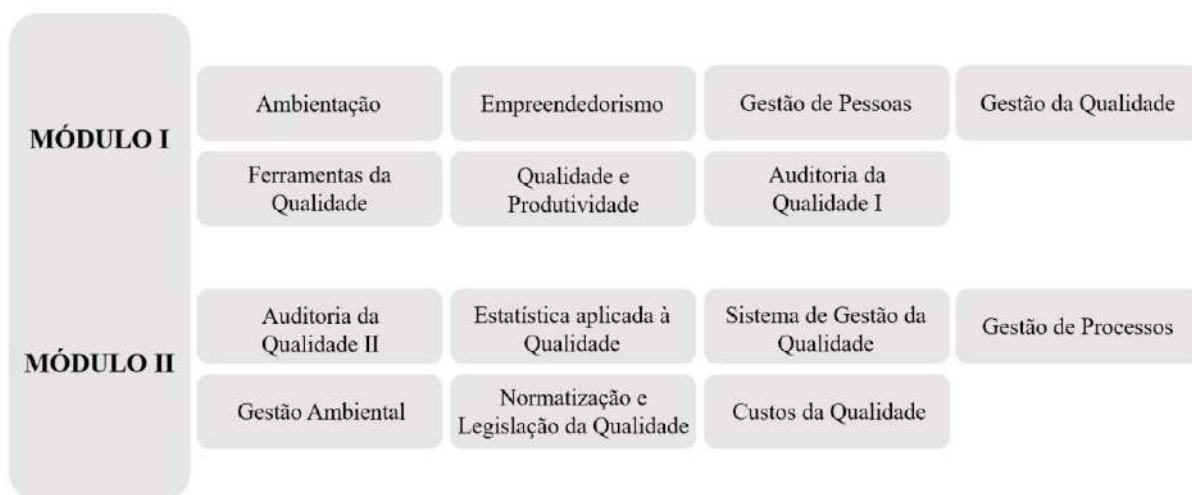 MÓDULO I
Ambientação
Empreendedorismo
Gestão de Pessoas
Gestão da Qualidade
Ferramentas da
Qualidade
Qualidade e
Produtividade
Auditoria da
Qualidade I
MÓDULO II
Auditoria da
Qualidade II
Estatística aplicada à
Qualidade
Sistema de Gestão da
Qualidade
Gestão de Processos
Gestão Ambiental
Normatização e
Legislação da Qualidade
Custos da Qualidade